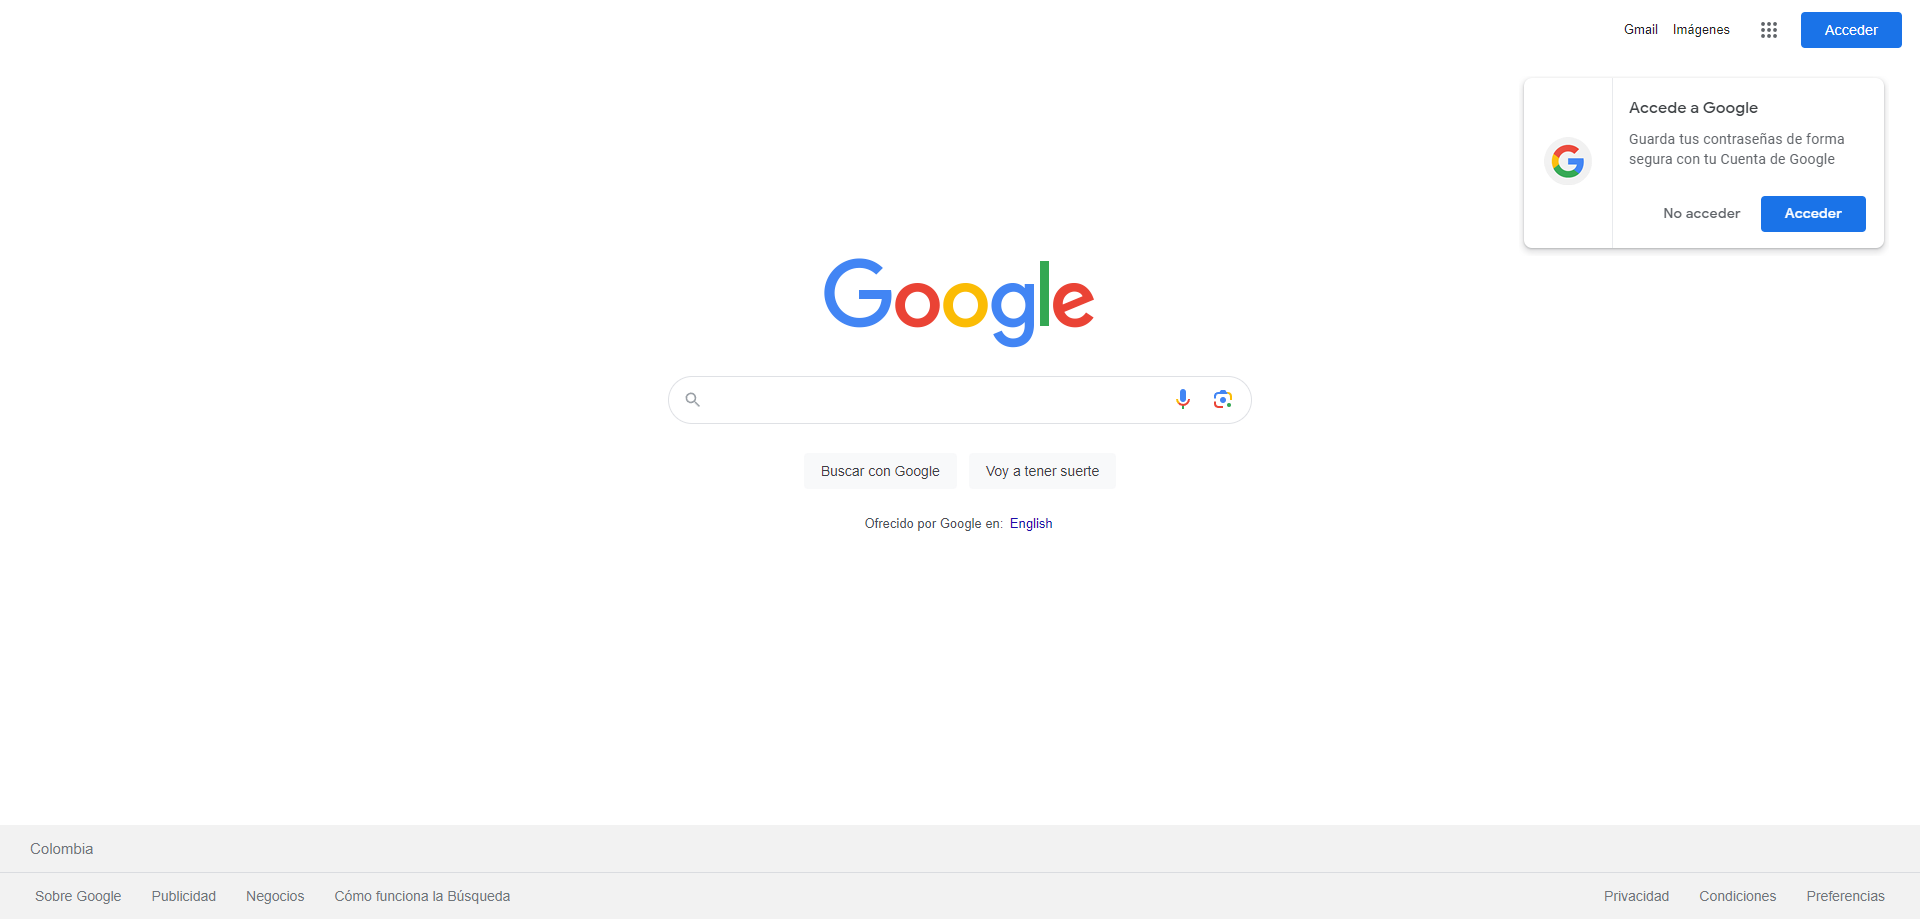 Gmail Imágenes Acceder
Accede a Google
Guarda tus contraseñas de forma
segura con tu Cuenta de Google
No acceder Acceder
Google
Buscar con Google Voy a tener suerte
Ofrecido por Google en: English
Colombia
Sobre Google Publicidad Negocios Cómo funciona la Búsqueda Privacidad Condiciones Preferencias